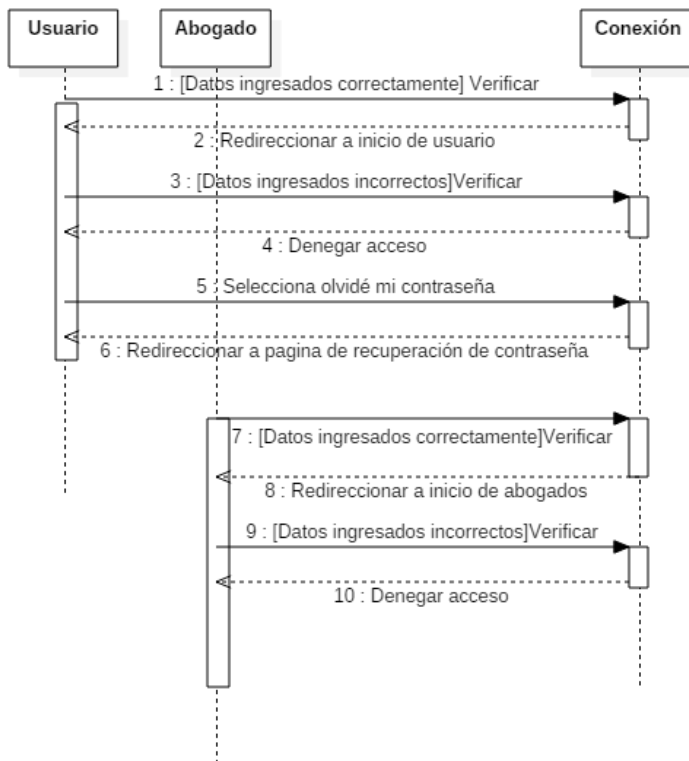 Usuario
Abogado
Conexión
1 : [Datos ingresados correctamente] Verificar
2 : Redireccionar a inicio de usuario
3 : [Datos ingresados incorrectos]Verificar
4 : Denegar acceso
5 : Selecciona olvidé mi contraseña
6 : Redireccionar a pagina de recuperación de contraseña
7 : [Datos ingresados correctamente]Verificar
8 : Redireccionar a inicio de abogados
9 : [Datos ingresados incorrectos]Verificar
10 : Denegar acceso